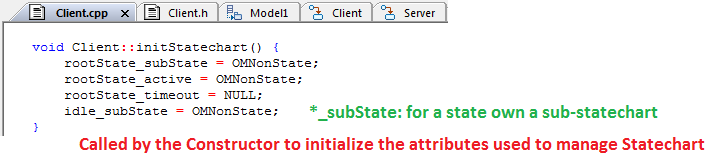 Client.cpp × Client.h Model1 Client Server
void Client::initStatechart() {
rootState_subState = OMNonState;
rootState_active = OMNonState;
rootState_timeout = NULL;
idle_subState = OMNonState; *_subState: for a state own a sub-statechart
}
Called by the Constructor to initialize the attributes used to manage Statechart